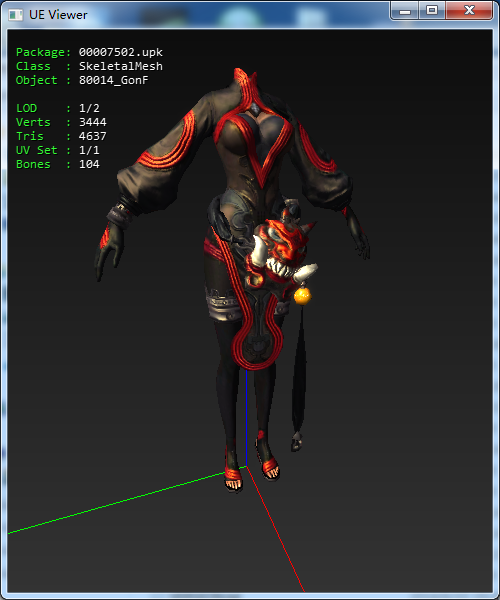 UE Viewer
Package: 00007502.upk
Class : SkeletalMesh
Object : 80014_GonF
LOD : 1/2
Verts : 3444
Tris : 4637
UV Set : 1/1
Bones : 104